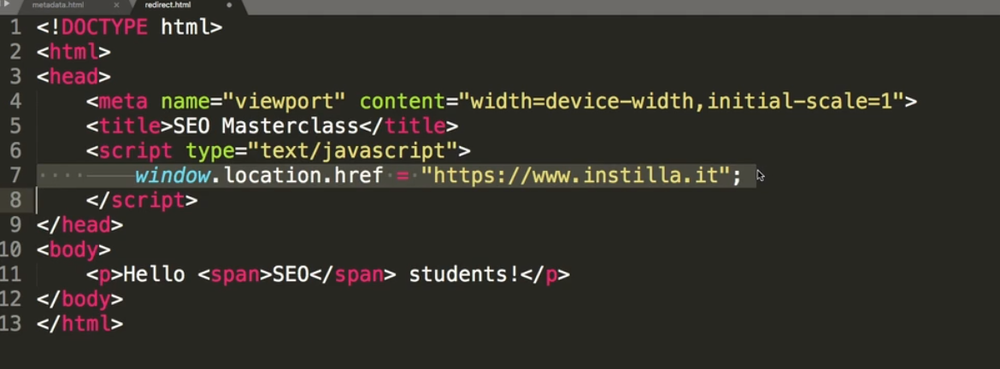 metadata.html redirect.html
1 <!DOCTYPE html>
2 <html>
3 <head>
4 <meta name="viewport" content="width=device-width,initial-scale=1">
5 <title>SEO Masterclass</title>
6 <script type="text/javascript">
7 window.location.href = "https://www.instilla.it";
8 </script>
9 </head>
10 <body>
11 <p>Hello <span>SEO</span> students!</p>
12 </body>
13 </html>